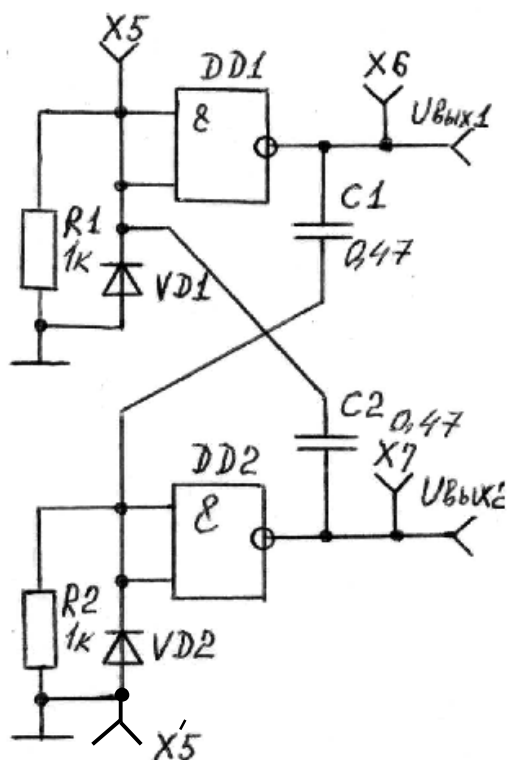 X5
DD1
X6
&
Uвых1
R1
1к
C1
0,47
VD1
C2
0,47
X7
DD2
Uвых2
&
R2
1к
VD2
X'5